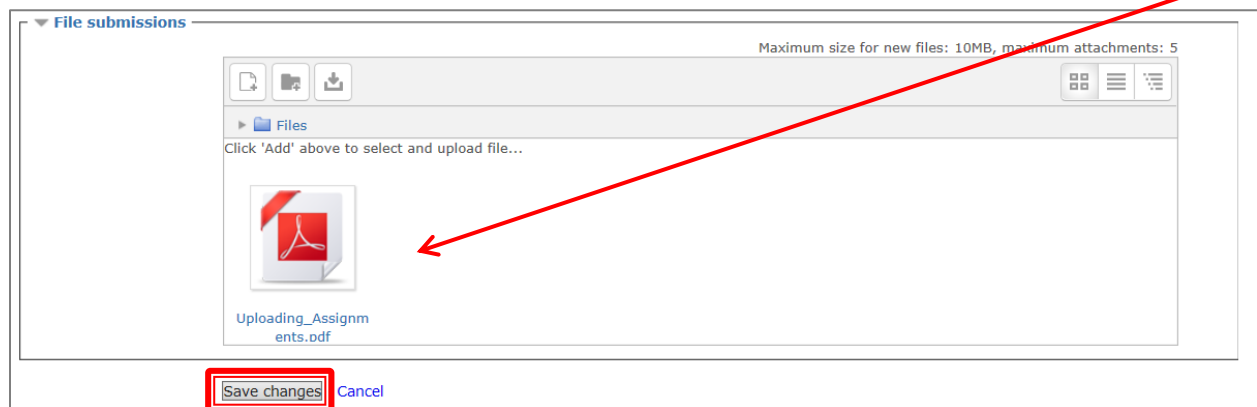 File submissions
Maximum size for new files: 10MB, maximum attachments: 5
Files
Click 'Add' above to select and upload file...
Uploading_Assignm
ents.pdf
Save changes Cancel